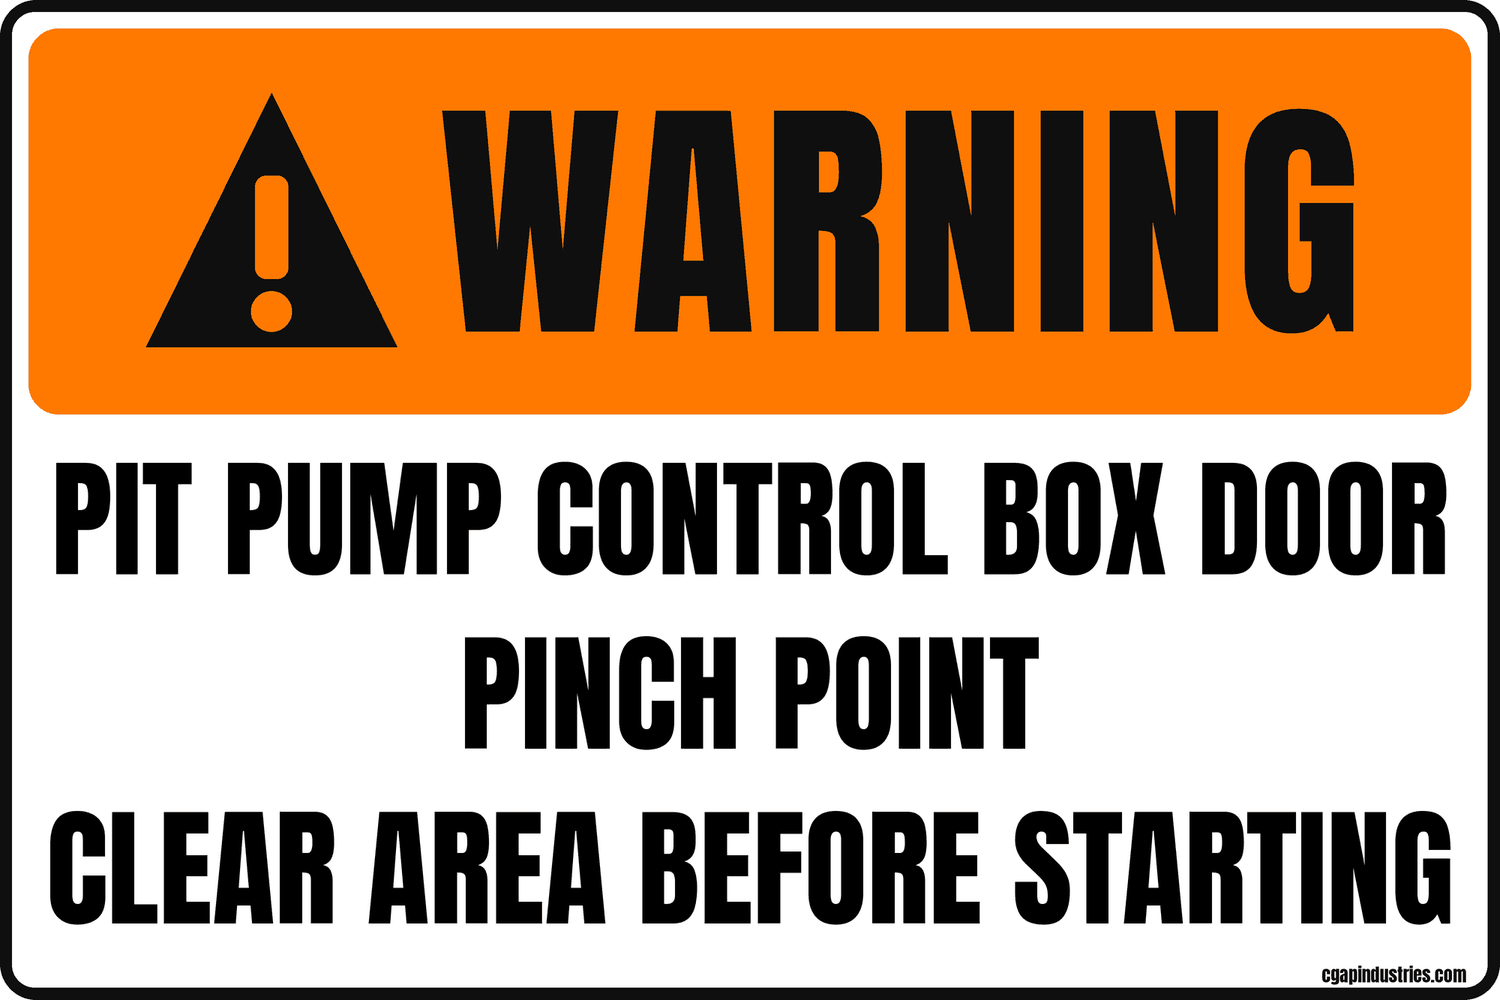 WARNING
PIT PUMP CONTROL BOX DOOR
PINCH POINT
CLEAR AREA BEFORE STARTING
cgapindustries.com